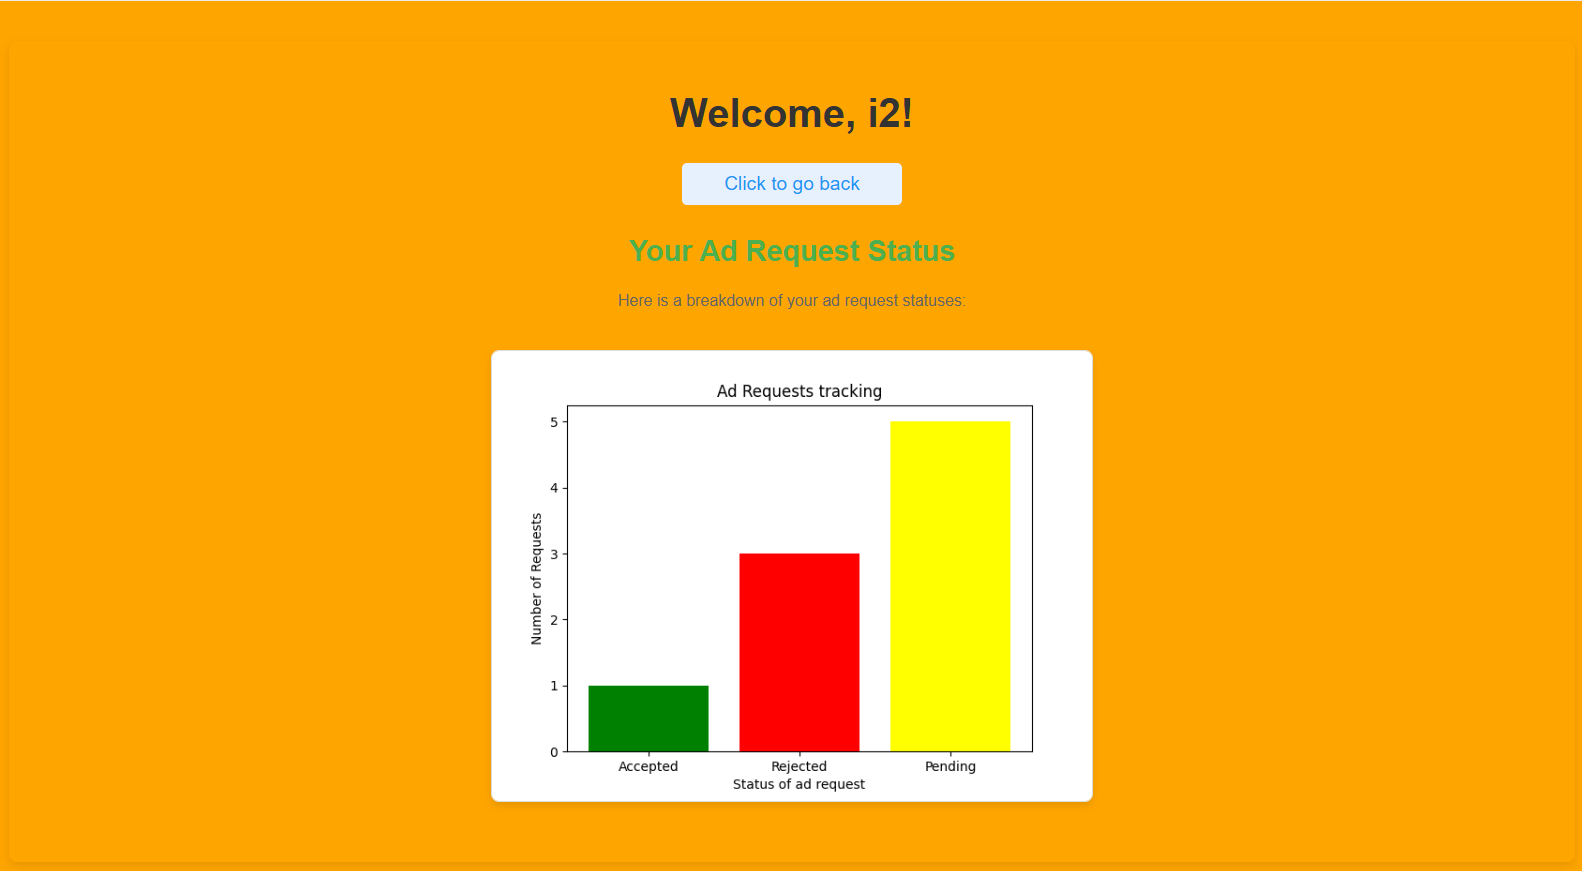 Welcome, i2!
Click to go back
Your Ad Request Status
Here is a breakdown of your ad request statuses:
Ad Requests tracking
5
4
3
2
1
0
Number of Requests
Accepted Rejected Pending
Status of ad request